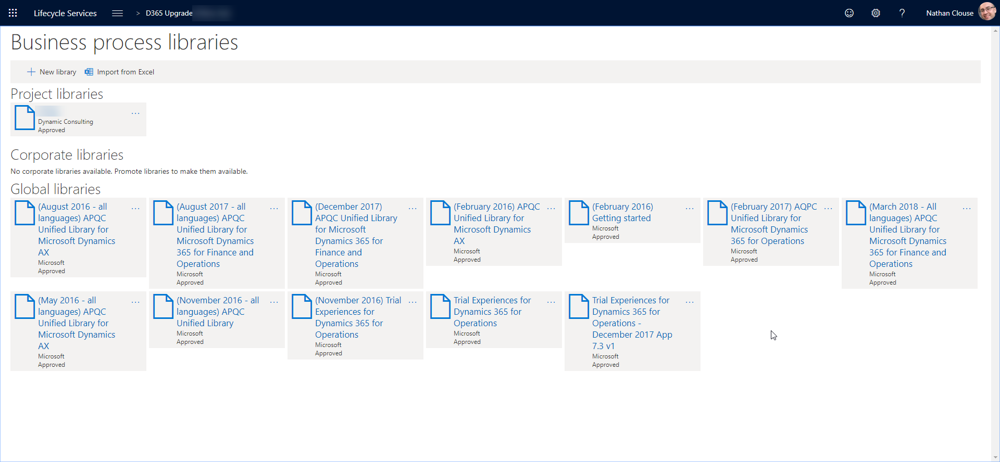 Lifecycle Services > D365 Upgrade ? Nathan Clouse
Business process libraries
New library Import from Excel
Project libraries
...
Dynamic Consulting
Approved
Corporate libraries
No corporate libraries available. Promote libraries to make them available.
Global libraries
(August 2016 - all ...
languages) APQC
Unified Library for
Microsoft Dynamics
AX
Microsoft
Approved
(August 2017 - all ...
languages) APQC
Unified Library for
Microsoft Dynamics
365 for Finance and
Operations
Microsoft
Approved
(December 2017) ...
APQC Unified Library
for Microsoft
Dynamics 365 for
Finance and
Operations
Microsoft
Approved
(February 2016) APQC ...
Unified Library for
Microsoft Dynamics
AX
Microsoft
Approved
(February 2016) ...
Getting started
Microsoft
Approved
(February 2017) AQPC ...
Unified Library for
Microsoft Dynamics
365 for Operations
Microsoft
Approved
(March 2018 - All ...
languages) APQC
Unified Library for
Microsoft Dynamics
365 for Finance and
Operations
Microsoft
Approved
(May 2016 - all ...
languages) APQC
Unified Library for
Microsoft Dynamics
AX
Microsoft
Approved
(November 2016 - all ...
languages) APQC
Unified Library
Microsoft
Approved
(November 2016) Trial ...
Experiences for
Dynamics 365 for
Operations
Microsoft
Approved
Trial Experiences for ...
Dynamics 365 for
Operations
Microsoft
Approved
Trial Experiences for ...
Dynamics 365 for
Operations -
December 2017 App
7.3 v1
Microsoft
Approved